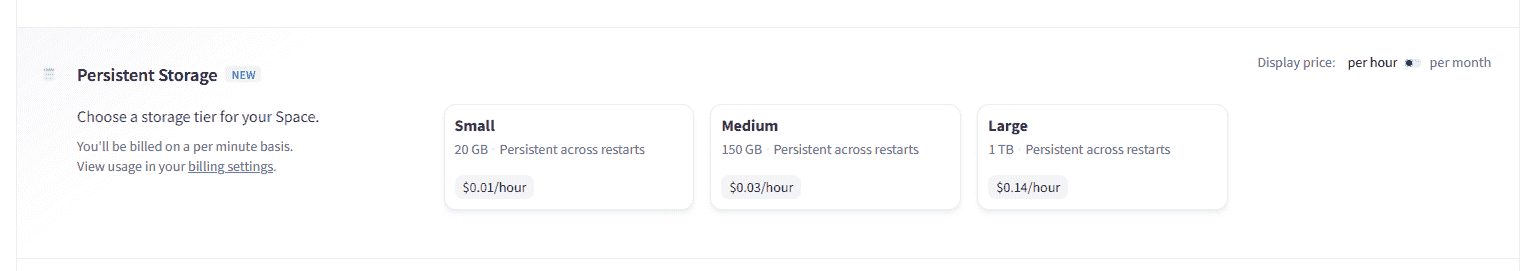 Persistent Storage NEW
Display price: per hour per month
Choose a storage tier for your Space.
You'll be billed on a per minute basis.
View usage in your billing settings.
Small
20 GB · Persistent across restarts
$0.01/hour
Medium
150 GB · Persistent across restarts
$0.03/hour
Large
1 TB · Persistent across restarts
$0.14/hour